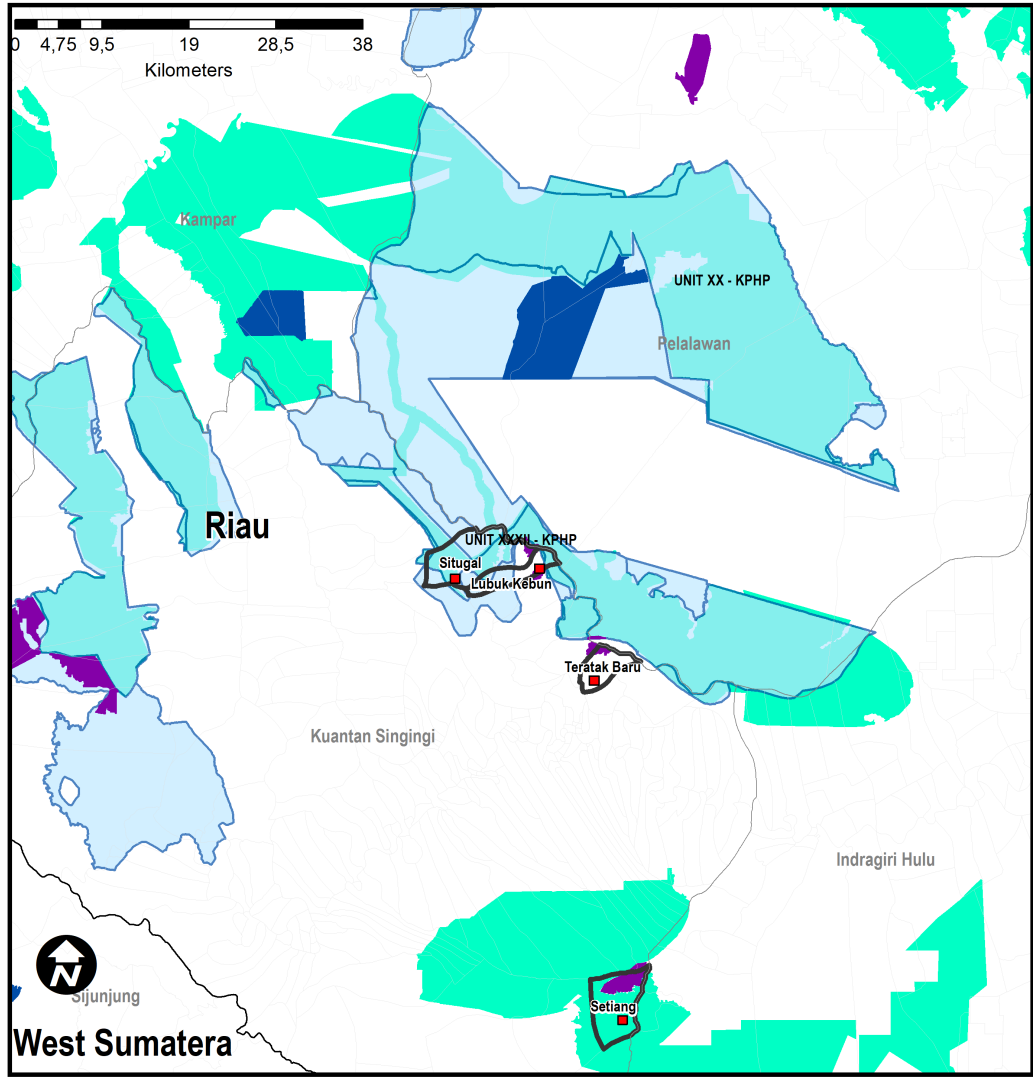 0 4,75 9,5 19 28,5 38
Kilometers
Kampar
UNIT XX - KPHP
Pelalawan
Riau
UNIT XXXII - KPHP
Situgal
Lubuk Kebun
Teratak Baru
Kuantan Singingi
Indragiri Hulu
N
Sijunjung
Setiang
West Sumatera